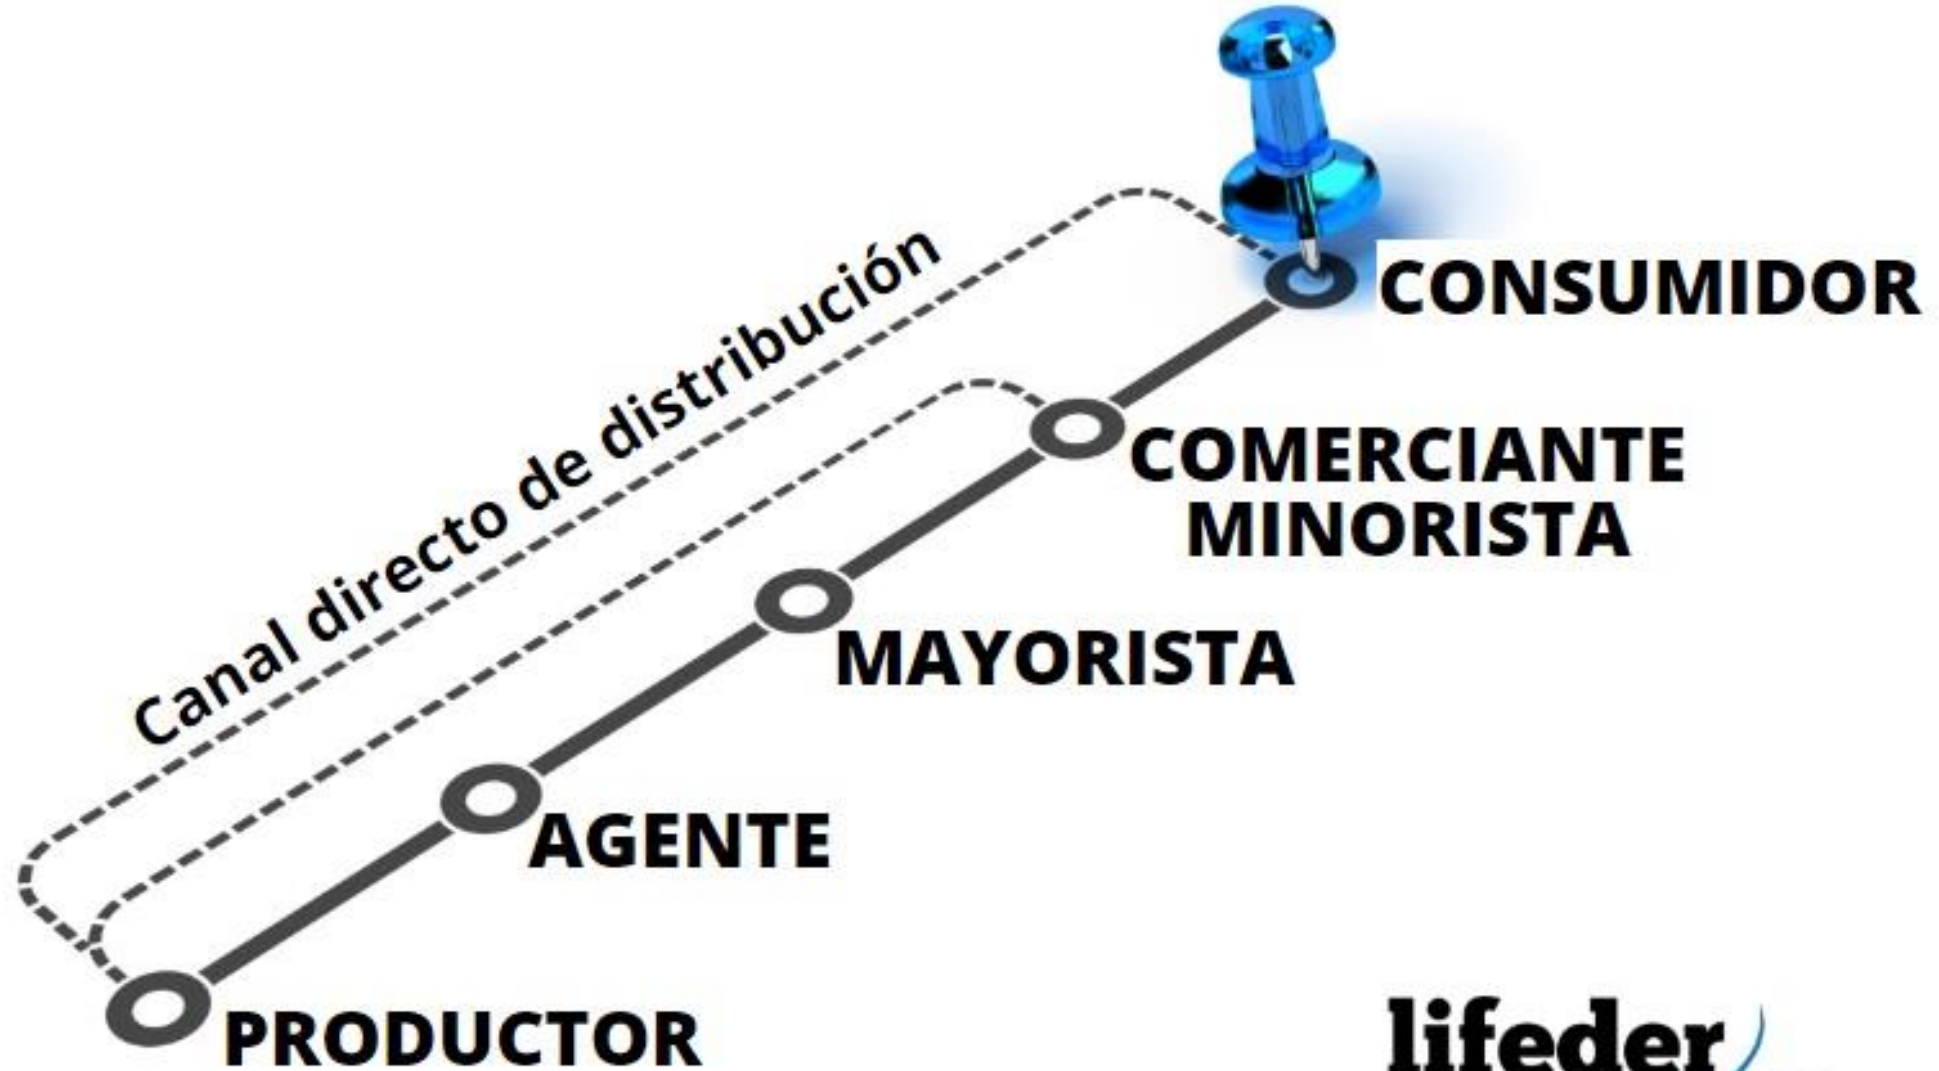 Canal directo de distribución
CONSUMIDOR
COMERCIANTE
MINORISTA
MAYORISTA
AGENTE
PRODUCTOR
lifeder